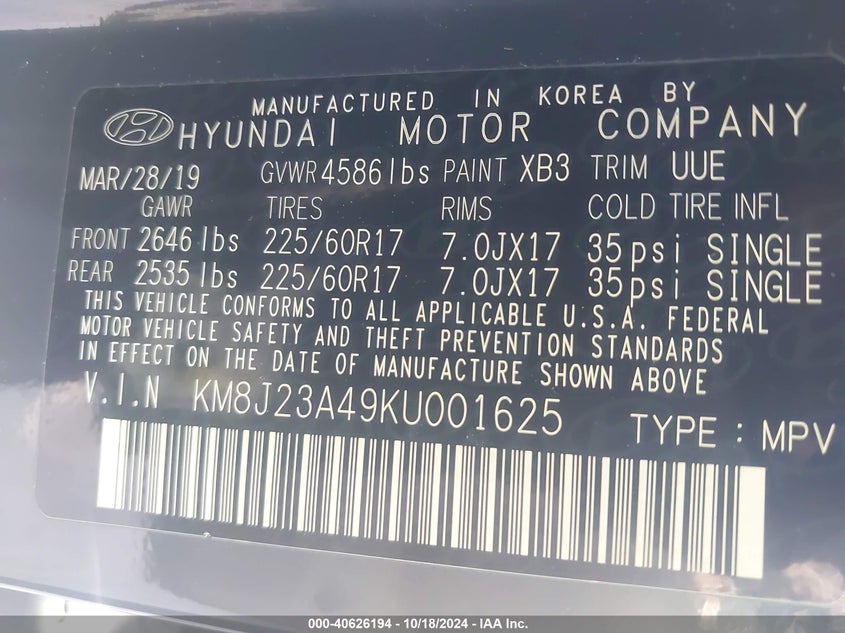 MANUFACTURED IN KOREA BY
HYUNDAI MOTOR COMPANY
MAR/28/19 GVWR 4586 lbs PAINT XB3 TRIM UUE
GAWR TIRES RIMS COLD TIRE INFL
FRONT 2646 lbs 225/60R17 7.0JX17 35psi SINGLE
REAR 2535 lbs 225/60R17 7.0JX17 35psi SINGLE
THIS VEHICLE CONFORMS TO ALL APPLICABLE U.S.A. FEDERAL
MOTOR VEHICLE SAFETY AND THEFT PREVENTION STANDARDS
IN EFFECT ON THE DATE OF MANUFACTURE SHOWN ABOVE
V.I.N KM8J23A49KU001625 TYPE : MPV
000-40626194 - 10/18/2024 - IAA Inc.